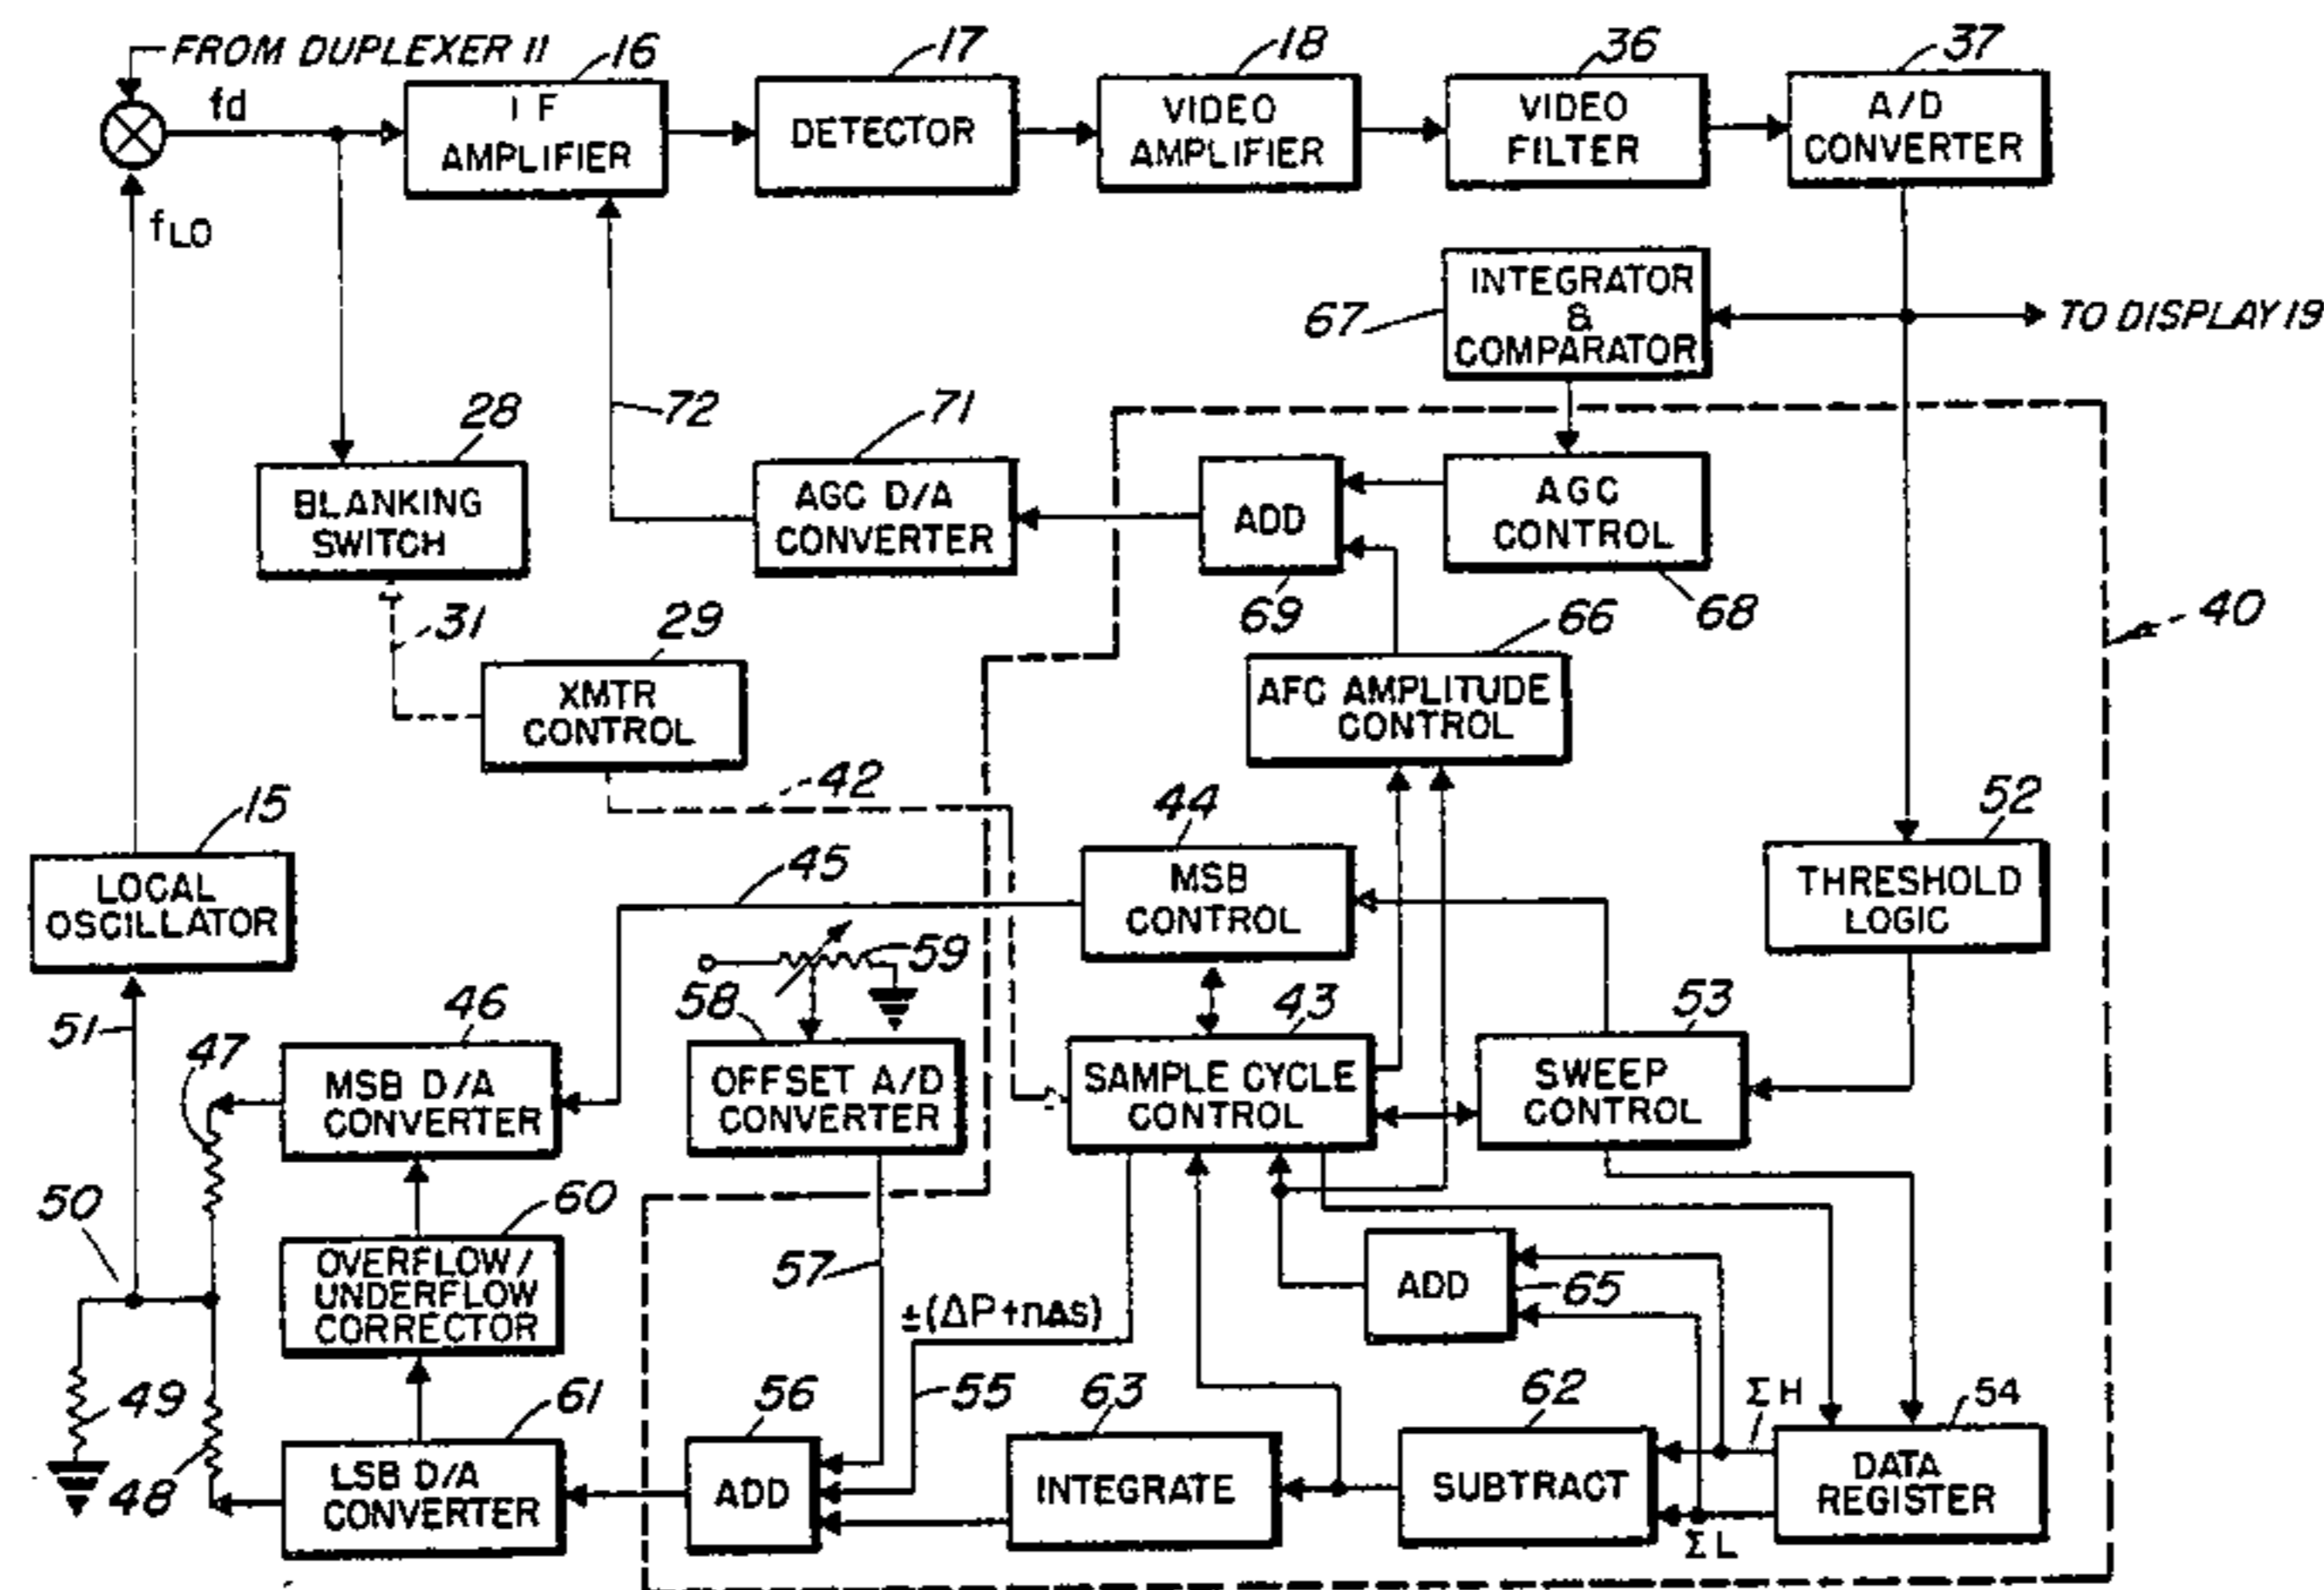 FROM DUPLEXER 11
16
17
18
36
37
fd
I F
AMPLIFIER
DETECTOR
VIDEO
AMPLIFIER
VIDEO
FILTER
A/D
CONVERTER
fLO
INTEGRATOR
&
COMPARATOR
67
TO DISPLAY 19
72
28
71
BLANKING
SWITCH
AGC D/A
CONVERTER
ADD
AGC
CONTROL
69
68
40
31
29
66
XMTR
CONTROL
AFC AMPLITUDE
CONTROL
42
15
44
52
LOCAL
OSCILLATOR
45
MSB
CONTROL
THRESHOLD
LOGIC
59
51
47
46
58
43
53
MSB D/A
CONVERTER
OFFSET A/D
CONVERTER
SAMPLE CYCLE
CONTROL
SWEEP
CONTROL
50
60
OVERFLOW/
UNDERFLOW
CORRECTOR
57
ADD
65
±(ΔP+nΔs)
49
48
61
56
55
63
62
ΣH
54
LSB D/A
CONVERTER
ADD
INTEGRATE
SUBTRACT
DATA
REGISTER
ΣL